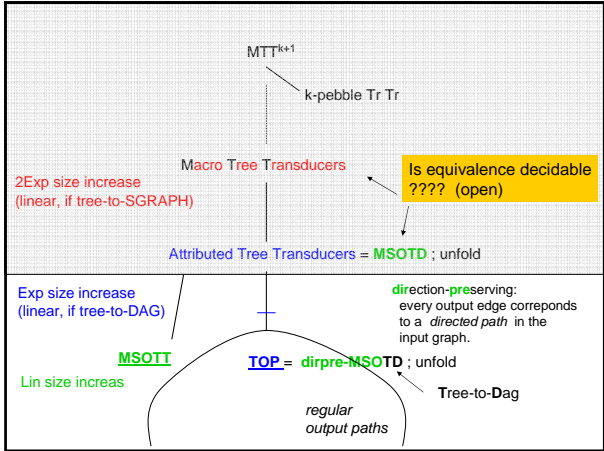 MTT^k+1
k-pebble Tr Tr
Macro Tree Transducers
Is equivalence decidable
???? (open)
2Exp size increase
(linear, if tree-to-SGRAPH)
Attributed Tree Transducers = MSOTD ; unfold
Exp size increase
(linear, if tree-to-DAG)
direction-preserving:
every output edge correponds
to a directed path in the
input graph.
MSOTT
TOP = dirpre-MSOTD ; unfold
Lin size increas
Tree-to-Dag
regular
output paths